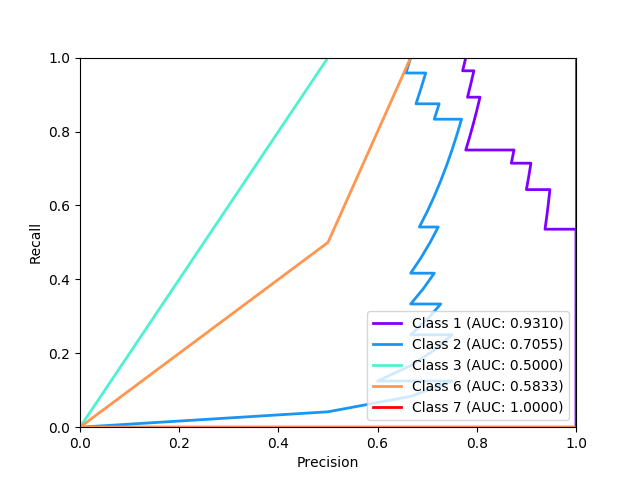 1.0
0.8
0.6
0.4
0.2
0.0
Recall
Class 1 (AUC: 0.9310)
Class 2 (AUC: 0.7055)
Class 3 (AUC: 0.5000)
Class 6 (AUC: 0.5833)
Class 7 (AUC: 1.0000)
0.0 0.2 0.4 0.6 0.8 1.0
Precision